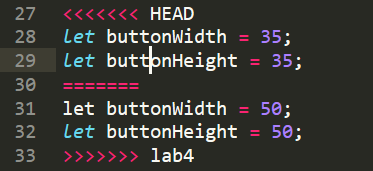 27 <<<<<<< HEAD
28 let buttonWidth = 35;
29 let buttonHeight = 35;
30 =======
31 let buttonWidth = 50;
32 let buttonHeight = 50;
33 >>>>>>> lab4